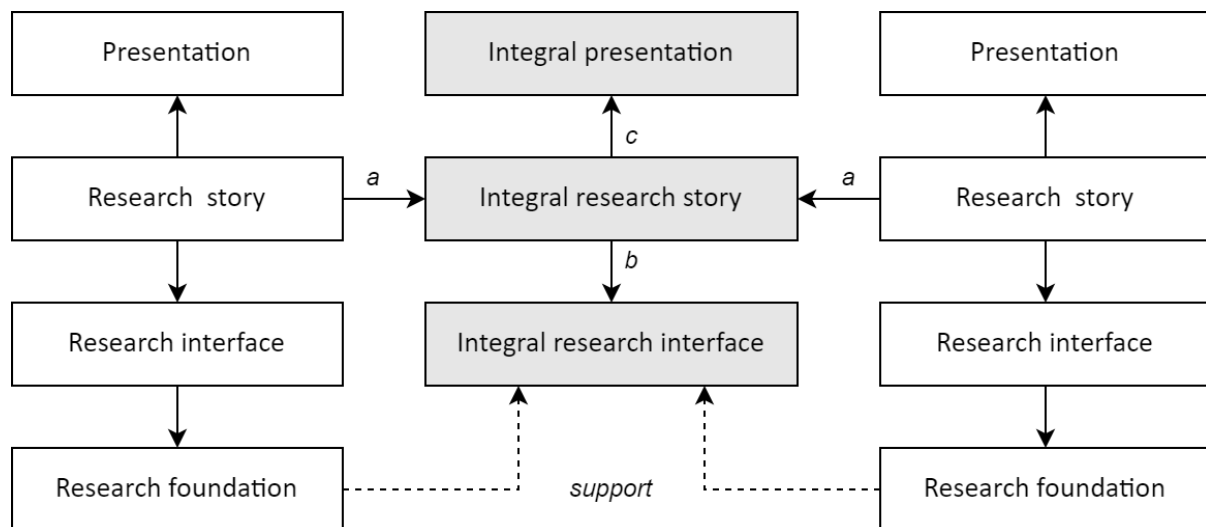 Presentation
Integral presentation
Presentation
c
Research story
a
Integral research story
a
Research story
b
Research interface
Integral research interface
Research interface
Research foundation
support
Research foundation